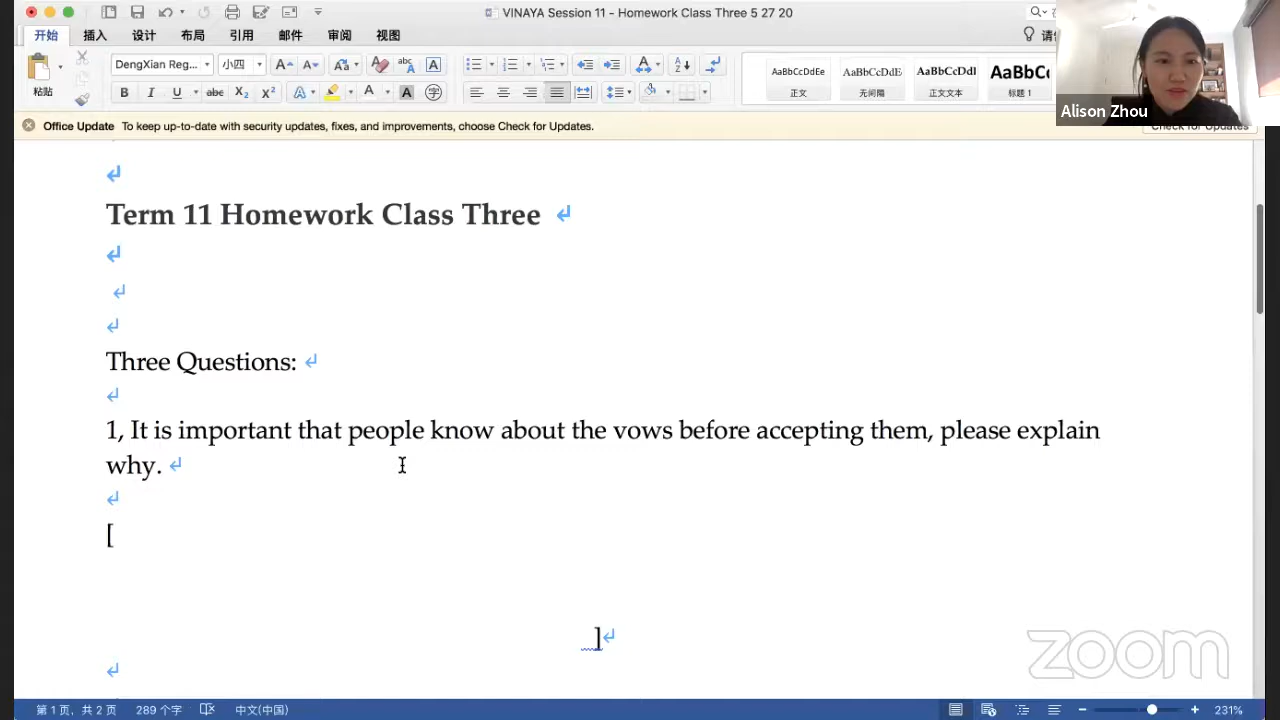 VINAYA Session 11 - Homework Class Three 5 27 20
开始 插入 设计 布局 引用 邮件 审阅 视图
粘贴
DengXian Reg... 小四
AaBbCcDdEe AaBbCcDdE AaBbCcDdI AaBbC
正文 无间隔 正文文本 标题 1
Alison Zhou
Office Update To keep up-to-date with security updates, fixes, and improvements, choose Check for Updates.
Check for Updates
Term 11 Homework Class Three
Three Questions:
1, It is important that people know about the vows before accepting them, please explain
why.
[
]
zoom
第 1 页，共 2 页 289 个字 中文(中国) 231%